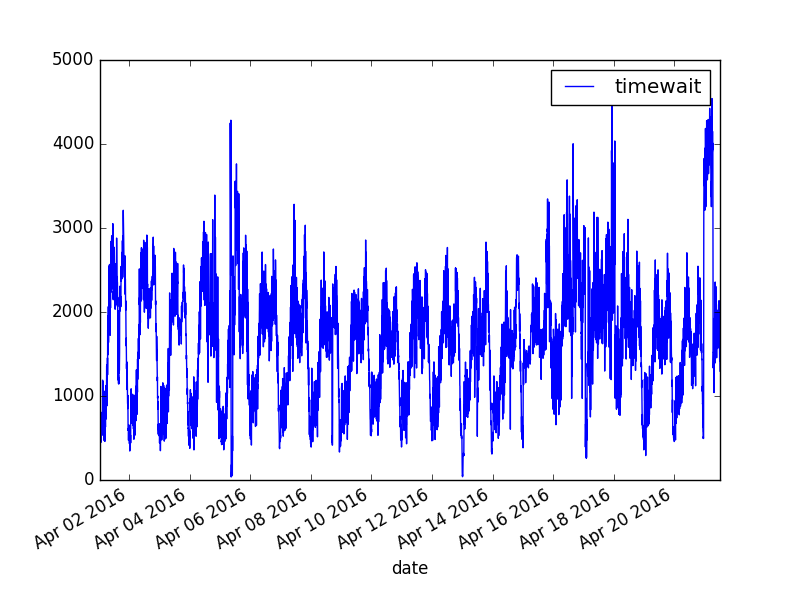 5000
timewait
4000
3000
2000
1000
0
Apr 02 2016
Apr 04 2016
Apr 06 2016
Apr 08 2016
Apr 10 2016
Apr 12 2016
Apr 14 2016
Apr 16 2016
Apr 18 2016
Apr 20 2016
date